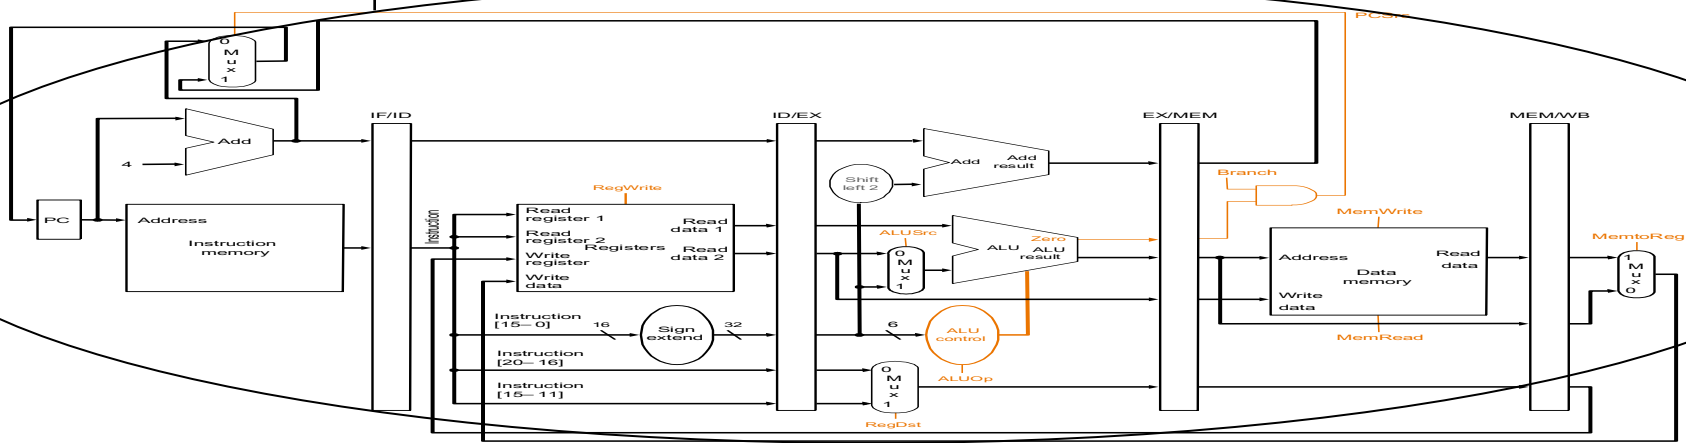 PCSrc
0
M
u
x
1
IF/ID
ID/EX
EX/MEM
MEM/WB
Add
4
Add
Add
result
Shift
left 2
Branch
RegWrite
PC
Address
Instruction
memory
Instruction
Read
register 1
Read
register 2
Write
register
Write
data
Registers
Read
data 1
Read
data 2
ALUSrc
0
M
u
x
1
Zero
ALU
ALU
result
MemWrite
Address
Read
data
Data
memory
Write
data
MemRead
MemtoReg
1
M
u
x
0
Instruction
[15– 0]
16
Sign
extend
32
6
ALU
control
ALUOp
Instruction
[20– 16]
Instruction
[15– 11]
0
M
u
x
1
RegDst